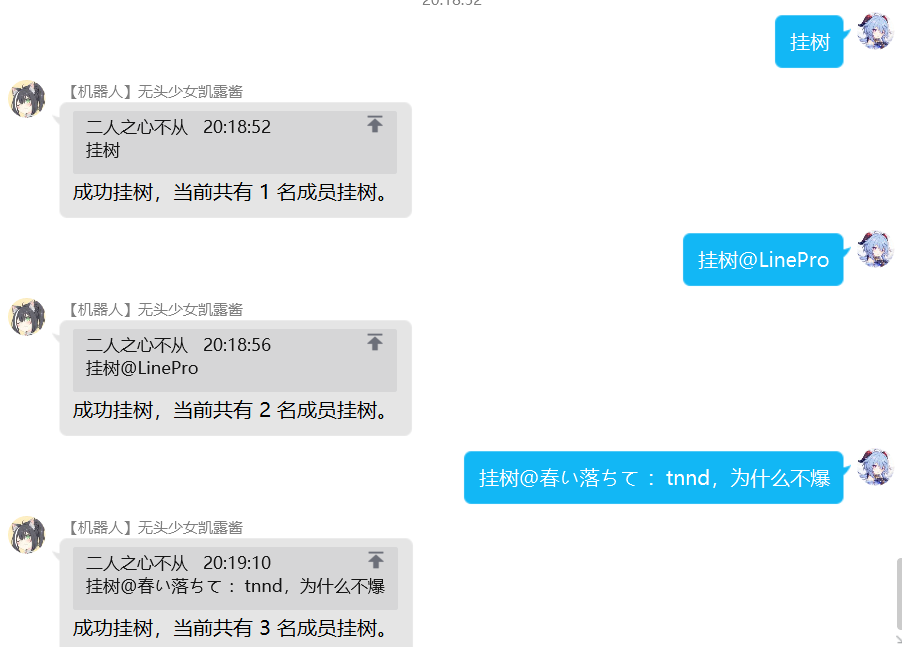 20:18:52
挂树
【机器人】无头少女凯露酱
二人之心不从 20:18:52
挂树
成功挂树，当前共有 1 名成员挂树。
挂树@LinePro
【机器人】无头少女凯露酱
二人之心不从 20:18:56
挂树@LinePro
成功挂树，当前共有 2 名成员挂树。
挂树@春い落ちて ：tnnd，为什么不爆
【机器人】无头少女凯露酱
二人之心不从 20:19:10
挂树@春い落ちて ：tnnd，为什么不爆
成功挂树，当前共有 3 名成员挂树。